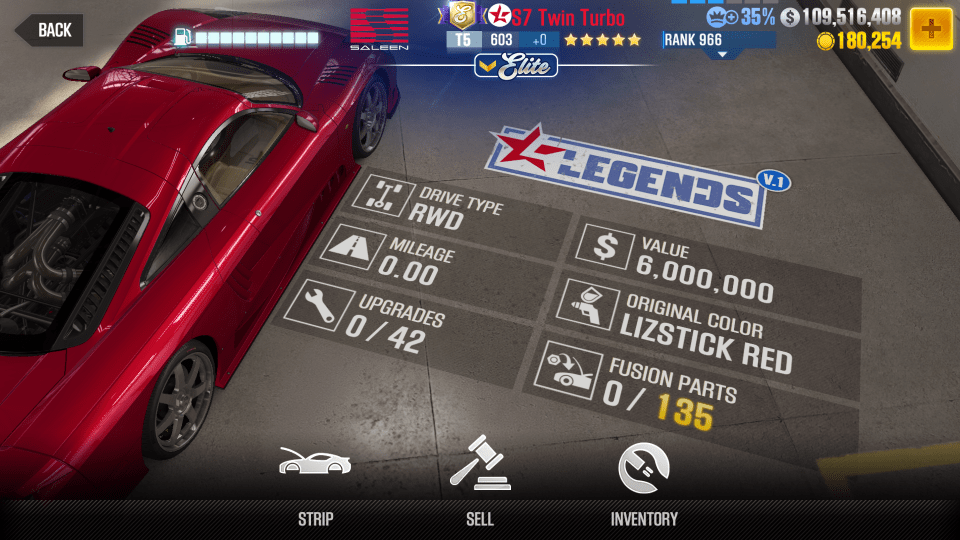 BACK
SALEEN
S
S7 Twin Turbo
T5 603 +0
Elite
35%
$ 109,516,408
RANK 966
180,254
+
LEGENDS
V.1
DRIVE TYPE
RWD
MILEAGE
0.00
UPGRADES
0 / 42
$ VALUE
6,000,000
ORIGINAL COLOR
LIZSTICK RED
FUSION PARTS
0 / 135
STRIP
SELL
INVENTORY